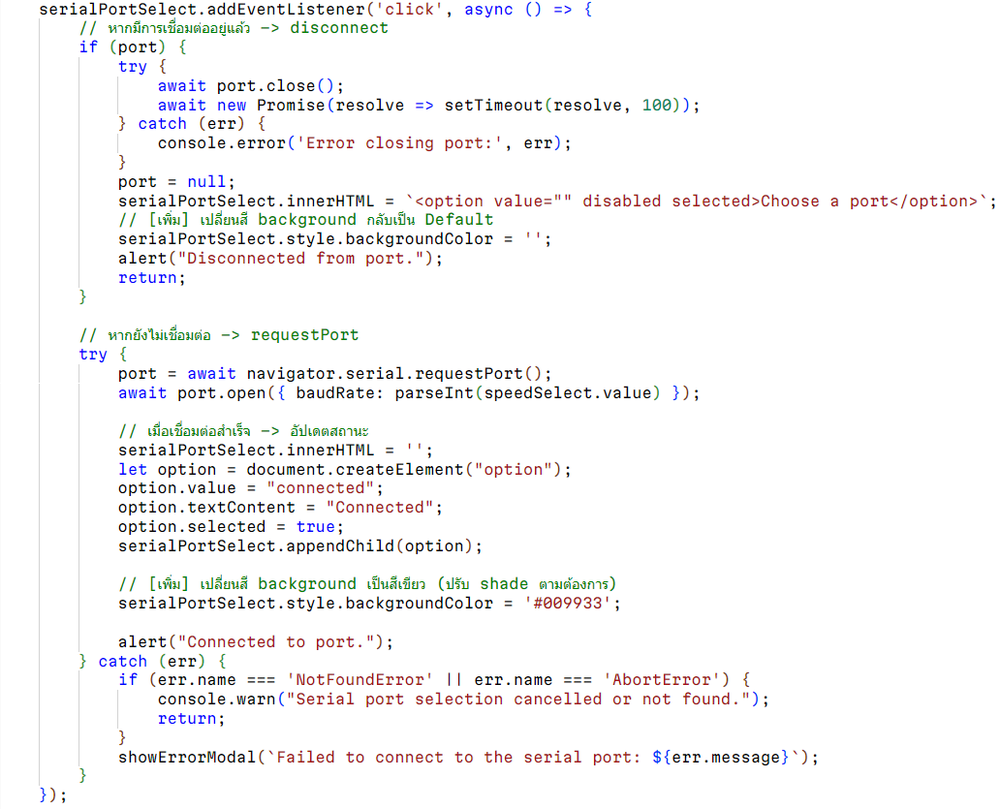 serialPortSelect.addEventListener('click', async () => {
    // หากมีการเชื่อมต่ออยู่แล้ว -> disconnect
    if (port) {
        try {
            await port.close();
            await new Promise(resolve => setTimeout(resolve, 100));
        } catch (err) {
            console.error('Error closing port:', err);
        }
        port = null;
        serialPortSelect.innerHTML = `<option value="" disabled selected>Choose a port</option>`;
        // [เพิ่ม] เปลี่ยนสี background กลับเป็น Default
        serialPortSelect.style.backgroundColor = '';
        alert("Disconnected from port.");
        return;
    }

    // หากยังไม่เชื่อมต่อ -> requestPort
    try {
        port = await navigator.serial.requestPort();
        await port.open({ baudRate: parseInt(speedSelect.value) });

        // เมื่อเชื่อมต่อสำเร็จ -> อัปเดตสถานะ
        serialPortSelect.innerHTML = '';
        let option = document.createElement("option");
        option.value = "connected";
        option.textContent = "Connected";
        option.selected = true;
        serialPortSelect.appendChild(option);

        // [เพิ่ม] เปลี่ยนสี background เป็นสีเขียว (ปรับ shade ตามต้องการ)
        serialPortSelect.style.backgroundColor = '#009933';

        alert("Connected to port.");
    } catch (err) {
        if (err.name === 'NotFoundError' || err.name === 'AbortError') {
            console.warn("Serial port selection cancelled or not found.");
            return;
        }
        showErrorModal(`Failed to connect to the serial port: ${err.message}`);
    }
});